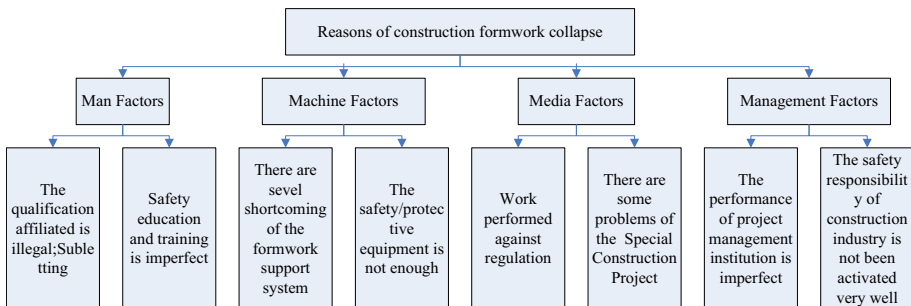 Reasons of construction formwork collapse
Man Factors
Machine Factors
Media Factors
Management Factors
The
qualification
affiliated is
illegal;Suble
tting
Safety
education
and training
is imperfect
There are
sevel
shortcoming
of the
formwork
support
system
The
safety/prote
ctive
equipment is
not enough
Work
performed
against
regulation
There are
some
problems of
the Special
Construction
Project
The
performance
of project
management
institution is
imperfect
The safety
responsibilit
y of
construction
industry is
not been
activated
very well